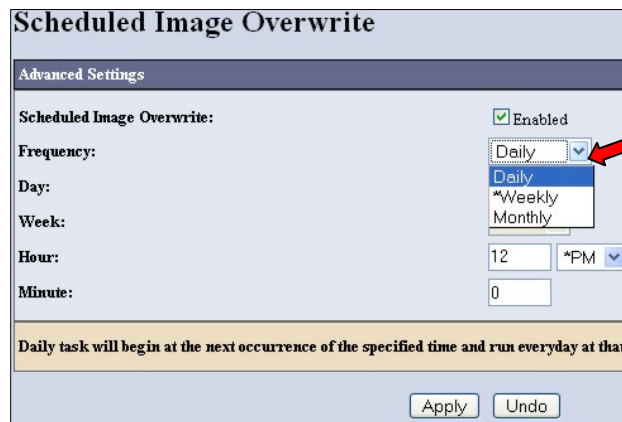 Scheduled Image Overwrite
Advanced Settings
Scheduled Image Overwrite: Enabled
Frequency: Daily
Daily
Day:
*Weekly
Monthly
Week:
Hour: 12 *PM
Minute: 0
Daily task will begin at the next occurrence of the specified time and run everyday at
Apply Undo